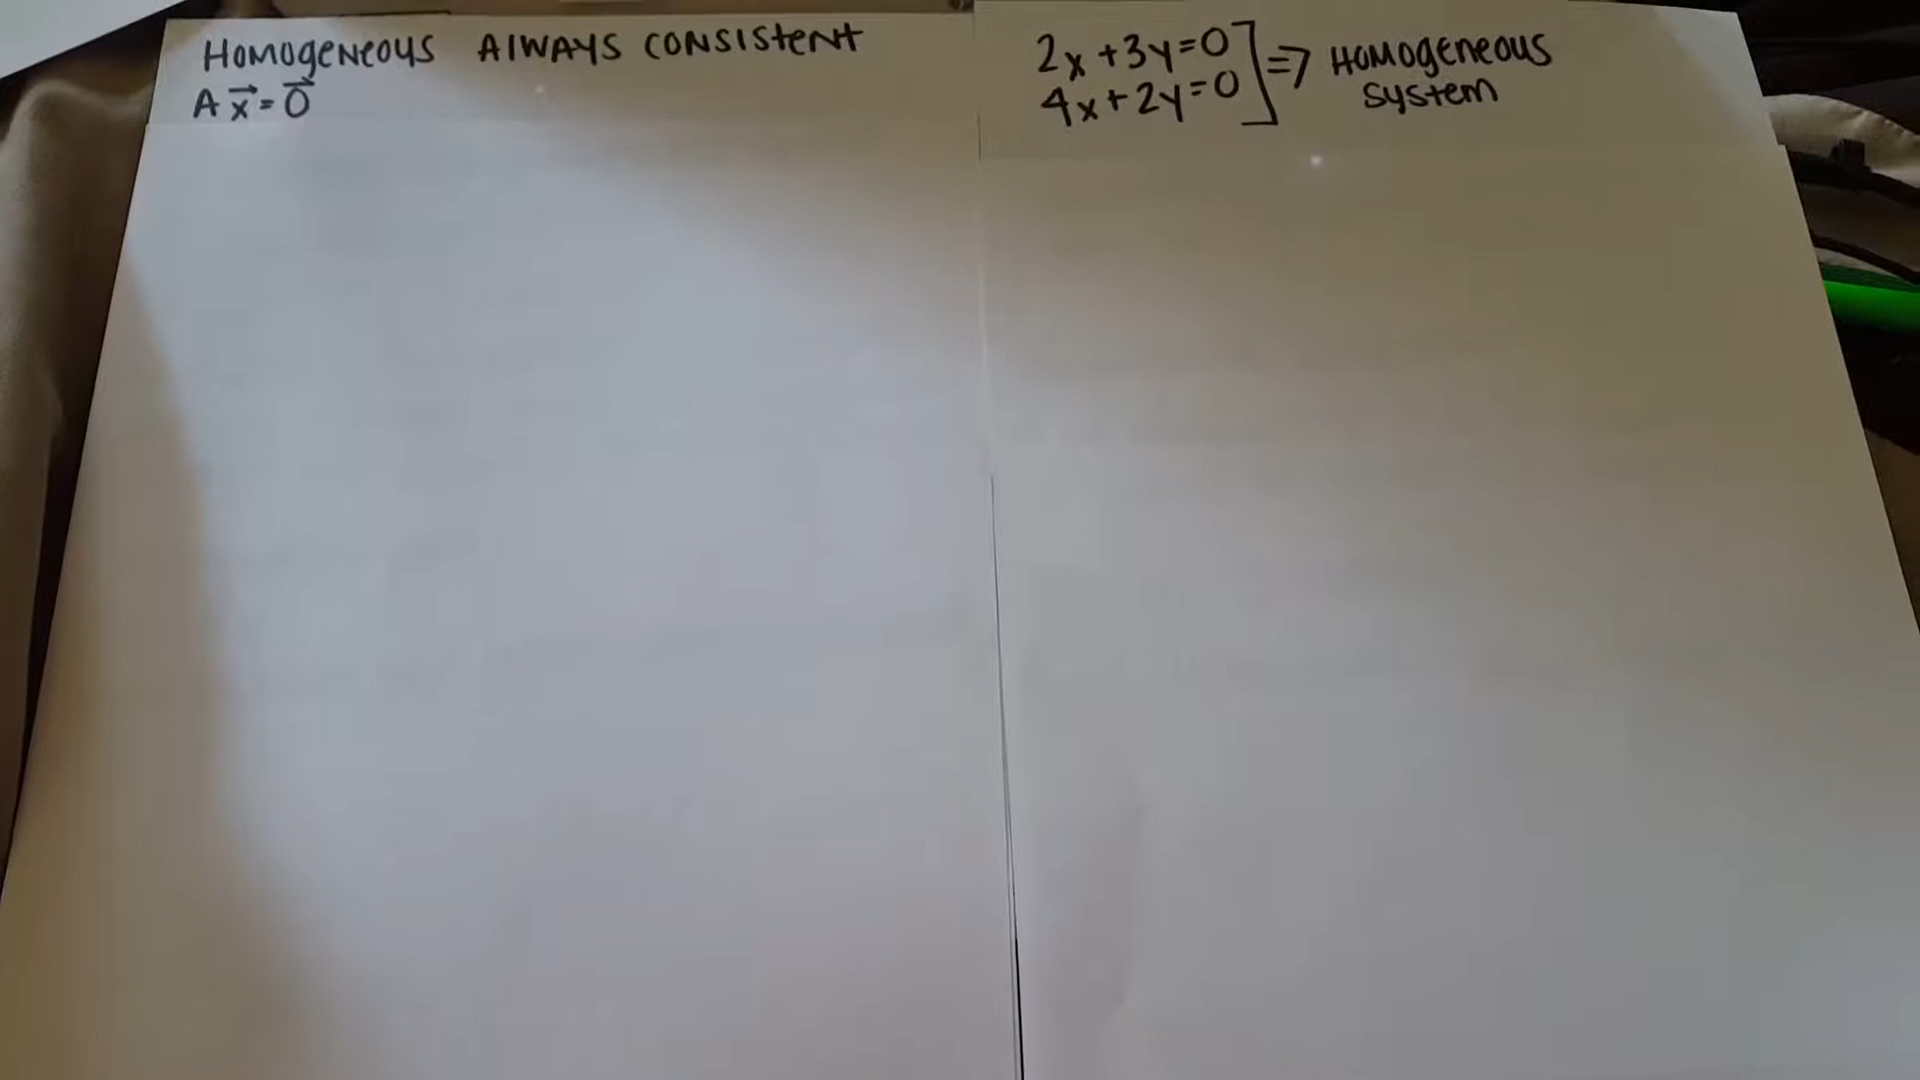 Homogeneous Always consistent
A x⃗ = 0⃗
2x + 3y = 0
4x + 2y = 0
] ⇒ Homogeneous
system